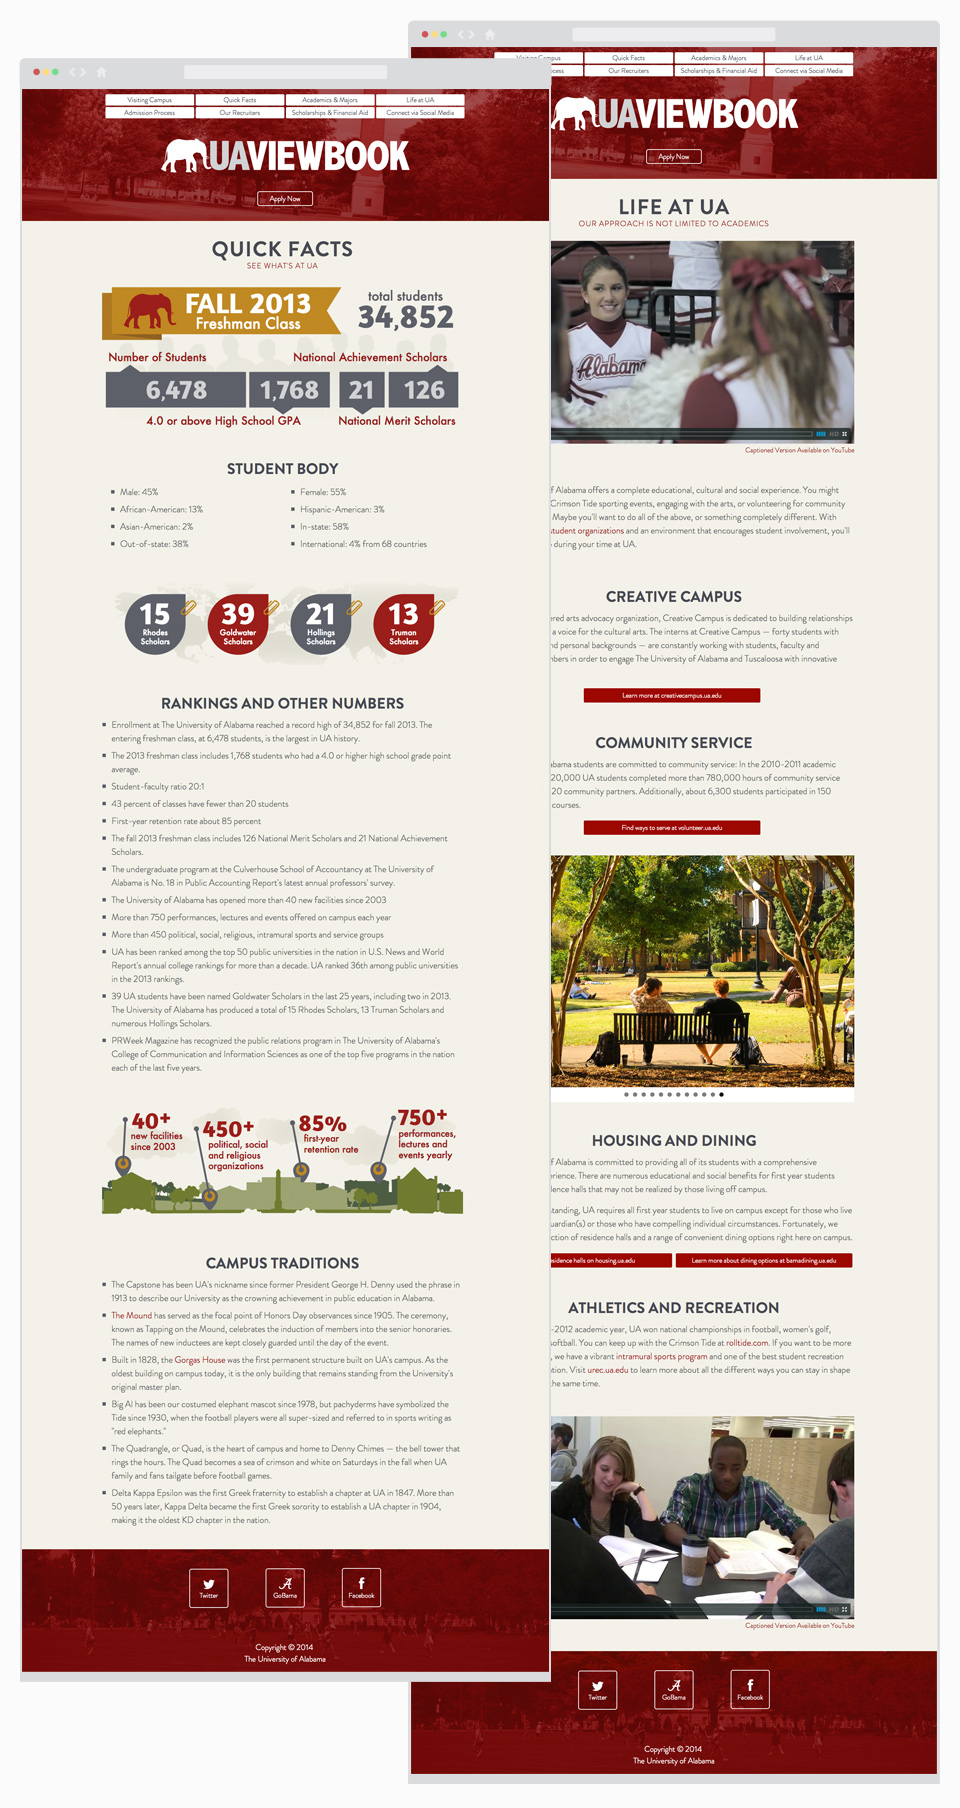 Visiting Campus Quick Facts Academics & Majors Life at UA
Admission Process Our Recruiters Scholarships & Financial Aid Connect via Social Media
UAVIEWBOOK
Apply Now
QUICK FACTS
SEE WHAT'S AT UA
FALL 2013
Freshman Class
total students
34,852
Number of Students National Achievement Scholars
6,478 1,768 21 126
4.0 or above High School GPA National Merit Scholars
STUDENT BODY
Male: 45% Female: 55%
African-American: 13% Hispanic-American: 3%
Asian-American: 2% In-state: 58%
Out-of-state: 38% International: 4% from 68 countries
15 39 21 13
Rhodes Goldwater Hollings Truman
Scholars Scholars Scholars Scholars
RANKINGS AND OTHER NUMBERS
Enrollment at The University of Alabama reached a record high of 34,852 for fall 2013. The
entering freshman class, at 6,478 students, is the largest in UA history.
The 2013 freshman class includes 1,768 students who had a 4.0 or higher high school grade point
average.
Student-faculty ratio 20:1
43 percent of classes have fewer than 20 students
First-year retention rate about 85 percent
The fall 2013 freshman class includes 126 National Merit Scholars and 21 National Achievement
Scholars.
The undergraduate program at the Culverhouse School of Accountancy at The University of
Alabama is No. 18 in Public Accounting Report's latest annual professors' survey.
The University of Alabama has opened more than 40 new facilities since 2003
More than 750 performances, lectures and events offered on campus each year
More than 450 political, social, religious, intramural sports and service groups
UA has been ranked among the top 50 public universities in the nation in U.S. News and World
Report's annual college rankings for more than a decade. UA ranked 36th among public universities
in the 2013 rankings.
39 UA students have been named Goldwater Scholars in the last 25 years, including two in 2013.
The University of Alabama has produced a total of 15 Rhodes Scholars, 13 Truman Scholars and
numerous Hollings Scholars.
PRWeek Magazine has recognized the public relations program in The University of Alabama's
College of Communication and Information Sciences as one of the top five programs in the nation
each of the last five years.
40+
new facilities
since 2003
450+
political, social
and religious
organizations
85%
first-year
retention rate
750+
performances,
lectures and
events yearly
CAMPUS TRADITIONS
The Capstone has been UA's nickname since former President George H. Denny used the phrase in
1913 to describe our University as the crowning achievement in public education in Alabama.
The Mound has served as the focal point of Honors Day observances since 1905. The ceremony,
known as Tapping on the Mound, celebrates the induction of members into the senior honoraries.
The names of new inductees are kept closely guarded until the day of the event.
Built in 1828, the Gorgas House was the first permanent structure built on UA's campus. As the
oldest building on campus today, it is the only building that remains standing from the University's
original master plan.
Big Al has been our costumed elephant mascot since 1978, but pachyderms have symbolized the
Tide since 1930, when the football players were all super-sized and referred to in sports writing as
"red elephants."
The Quadrangle, or Quad, is the heart of campus and home to Denny Chimes — the bell tower that
rings the hours. The Quad becomes a sea of crimson and white on Saturdays in the fall when UA
family and fans tailgate before football games.
Delta Kappa Epsilon was the first Greek fraternity to establish a chapter at UA in 1847. More than
50 years later, Kappa Delta became the first Greek sorority to establish a UA chapter in 1904,
making it the oldest KD chapter in the nation.
Twitter GoBama Facebook
Copyright © 2014
The University of Alabama
Quick Facts Academics & Majors Life at UA
Our Recruiters Scholarships & Financial Aid Connect via Social Media
UAVIEWBOOK
Apply Now
LIFE AT UA
OUR APPROACH IS NOT LIMITED TO ACADEMICS
Alabama
HD
Captioned Version Available on YouTube
f Alabama offers a complete educational, cultural and social experience. You might
Crimson Tide sporting events, engaging with the arts, or volunteering for community
Maybe you'll want to do all of the above, or something completely different. With
student organizations and an environment that encourages student involvement, you'll
during your time at UA.
CREATIVE CAMPUS
ered arts advocacy organization, Creative Campus is dedicated to building relationships
a voice for the cultural arts. The interns at Creative Campus — forty students with
nd personal backgrounds — are constantly working with students, faculty and
mbers in order to engage The University of Alabama and Tuscaloosa with innovative
Learn more at creativecampus.ua.edu
COMMUNITY SERVICE
abama students are committed to community service: In the 2010-2011 academic
20,000 UA students completed more than 780,000 hours of community service
20 community partners. Additionally, about 6,300 students participated in 150
courses.
Find ways to serve at volunteer.ua.edu
HOUSING AND DINING
f Alabama is committed to providing all of its students with a comprehensive
erience. There are numerous educational and social benefits for first year students
dence halls that may not be realized by those living off campus.
standing, UA requires all first year students to live on campus except for those who live
uardian(s) or those who have compelling individual circumstances. Fortunately, we
ction of residence halls and a range of convenient dining options right here on campus.
esidence halls on housing.ua.edu Learn more about dining options at bamadining.ua.edu
ATHLETICS AND RECREATION
-2012 academic year, UA won national championships in football, women's golf,
softball. You can keep up with the Crimson Tide at rolltide.com. If you want to be more
, we have a vibrant intramural sports program and one of the best student recreation
ation. Visit urec.ua.edu to learn more about all the different ways you can stay in shape
he same time.
HD
Captioned Version Available on YouTube
Twitter GoBama Facebook
Copyright © 2014
The University of Alabama